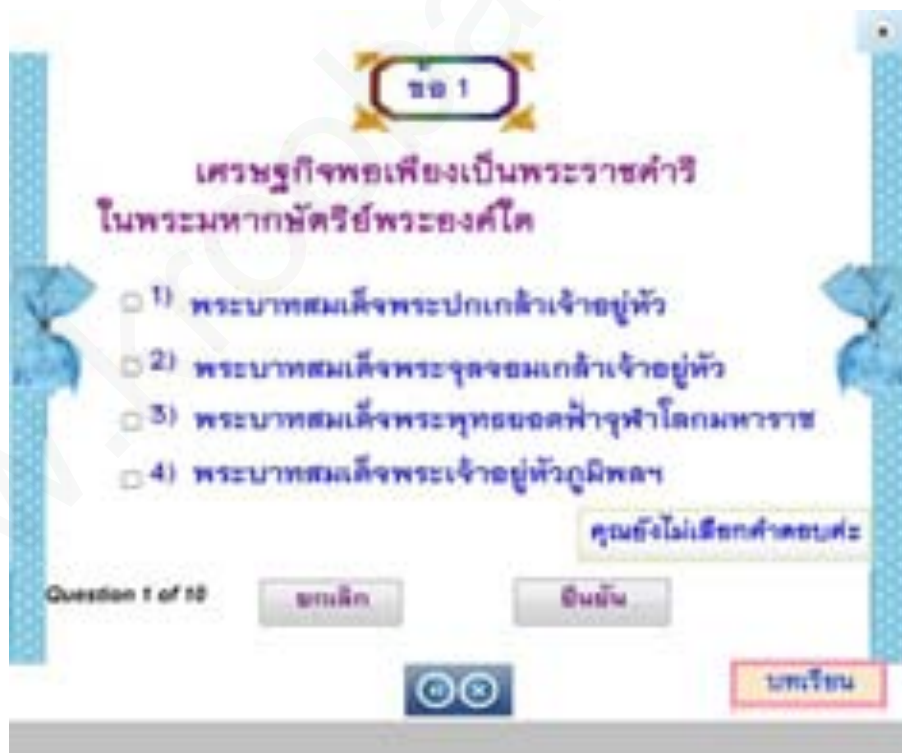 ข้อ 1
เศรษฐกิจพอเพียงเป็นพระราชดำริ
ในพระมหากษัตริย์พระองค์ใด
1) พระบาทสมเด็จพระปกเกล้าเจ้าอยู่หัว
2) พระบาทสมเด็จพระจุลจอมเกล้าเจ้าอยู่หัว
3) พระบาทสมเด็จพระพุทธยอดฟ้าจุฬาโลกมหาราช
4) พระบาทสมเด็จพระเจ้าอยู่หัวภูมิพลฯ
คุณยังไม่เลือกคำตอบค่ะ
Question 1 of 10
ยกเลิก
ยืนยัน
บทเรียน